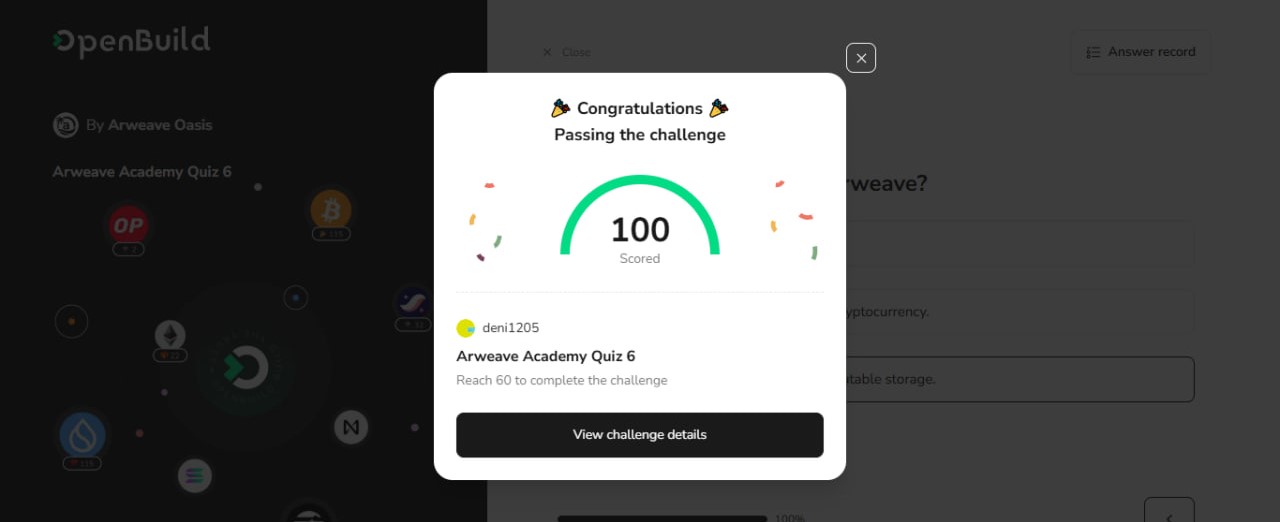 OpenBuild
Close
Answer record
By Arweave Oasis
Arweave Academy Quiz 6
🎉 Congratulations 🎉
Passing the challenge
100
Scored
deni1205
Arweave Academy Quiz 6
Reach 60 to complete the challenge
View challenge details
rweave?
yptocurrency.
table storage.
OP
100%